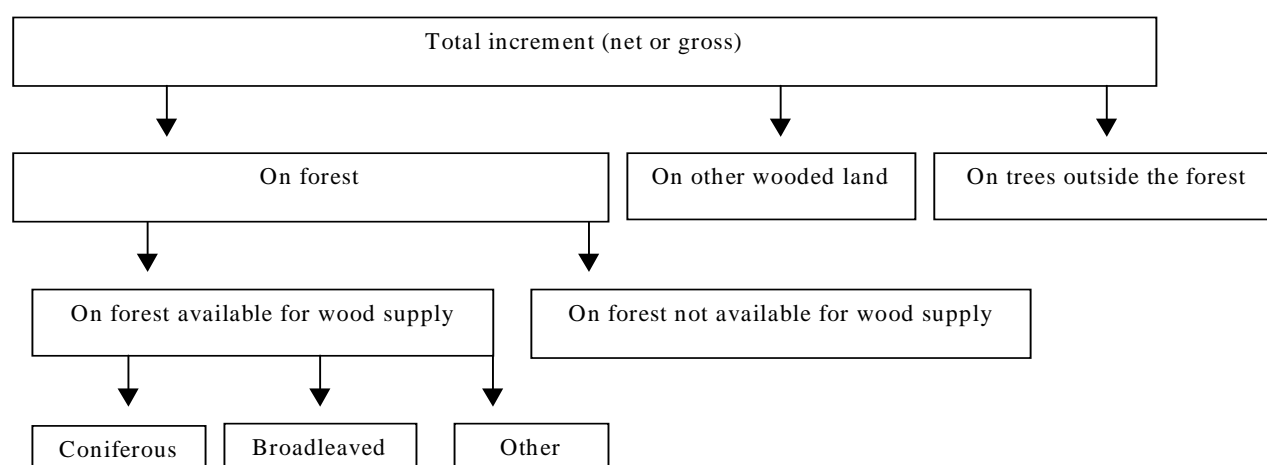 Total increment (net or gross)
On forest
On other wooded land
On trees outside the forest
On forest available for wood supply
On forest not available for wood supply
Coniferous
Broadleaved
Other